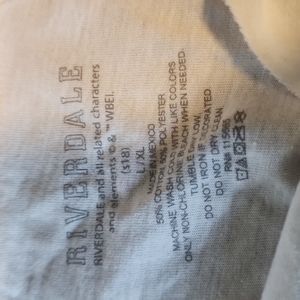 RIVERDALE
RIVERDALE and all related characters
and elements © & ™ WBEI.
(s18)
L/XL
MADE IN MEXICO
50% COTTON 50% POLYESTER
MACHINE WASH COLD WITH LIKE COLORS
ONLY NON-CHLORINE BLEACH WHEN NEEDED.
TUMBLE DRY LOW.
DO NOT IRON IF DECORATED.
DO NOT DRY CLEAN.
RN#